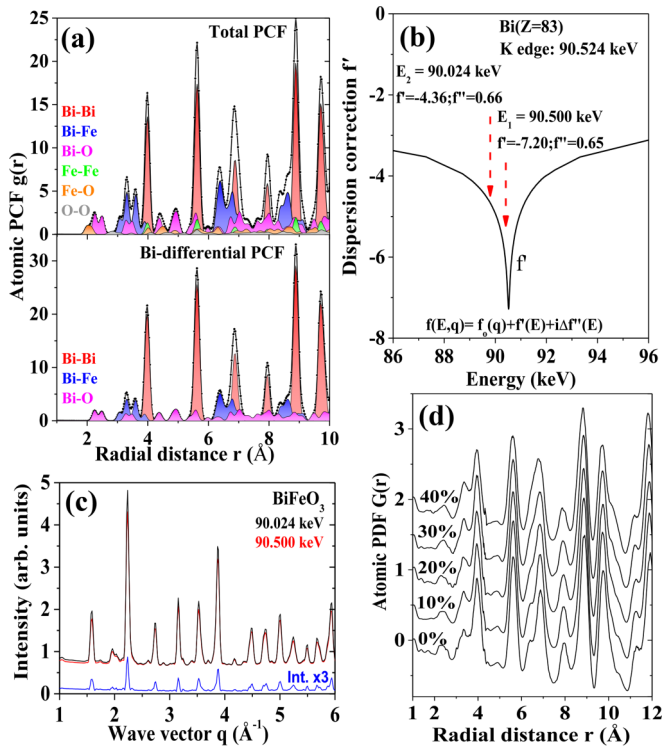 (a)
Total PCF
25
20
15
10
5
0
Bi-Bi
Bi-Fe
Bi-O
Fe-Fe
Fe-O
O-O
Atomic PCF g(r)
Bi-differential PCF
30
20
10
0
Bi-Bi
Bi-Fe
Bi-O
2 4 6 8 10
Radial distance r (Å)
(b)
Bi(Z=83)
K edge: 90.524 keV
E2 = 90.024 keV
f'=-4.36;f''=0.66
E1 = 90.500 keV
f'=-7.20;f''=0.65
f'
f(E,q)= fo(q)+f'(E)+iΔf''(E)
0
-2
-4
-6
-8
Dispersion correction f'
86 88 90 92 94 96
Energy (keV)
(c)
BiFeO3
90.024 keV
90.500 keV
Int. x3
5
4
3
2
1
0
Intensity (arb. units)
1 2 3 4 5 6
Wave vector q (Å-1)
(d)
40%
30%
20%
10%
0%
3
2
1
0
Atomic PDF G(r)
1 2 3 4 5 6 7 8 9 10 12
Radial distance r (Å)